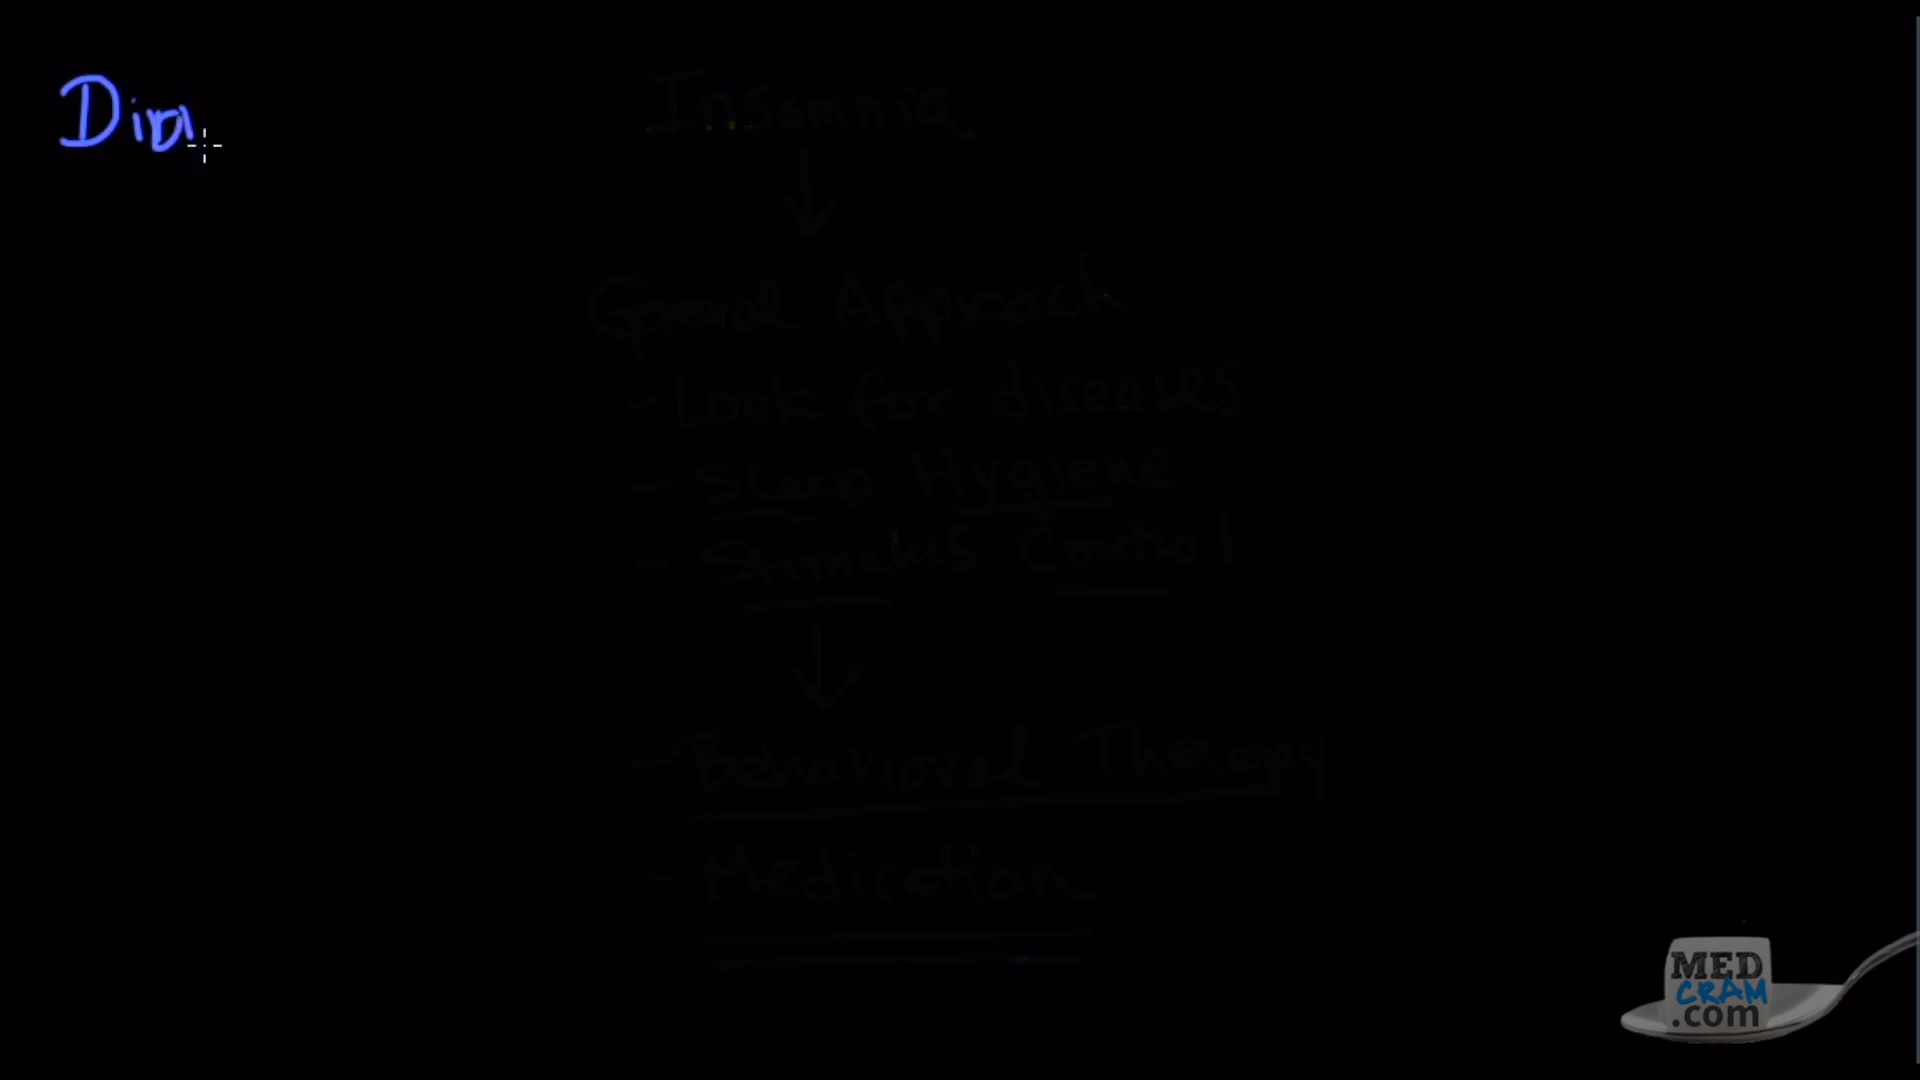 Dia
Insomnia
General Approach
- Look for diseases
- Sleep Hygiene
- Stimulus Control
- Behavioral Therapy
- Medication
MED
CRAM
.com